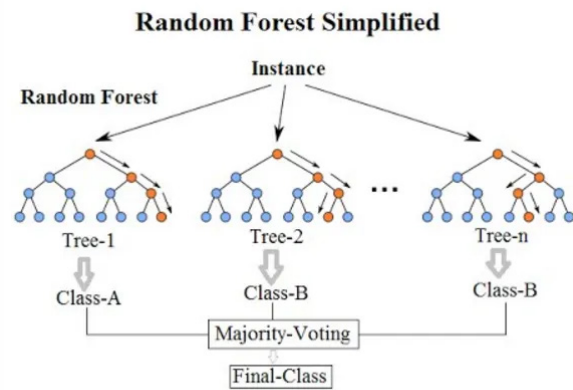 Random Forest Simplified
Instance
Random Forest
...
Tree-1
Tree-2
Tree-n
Class-A
Class-B
Class-B
Majority-Voting
Final-Class